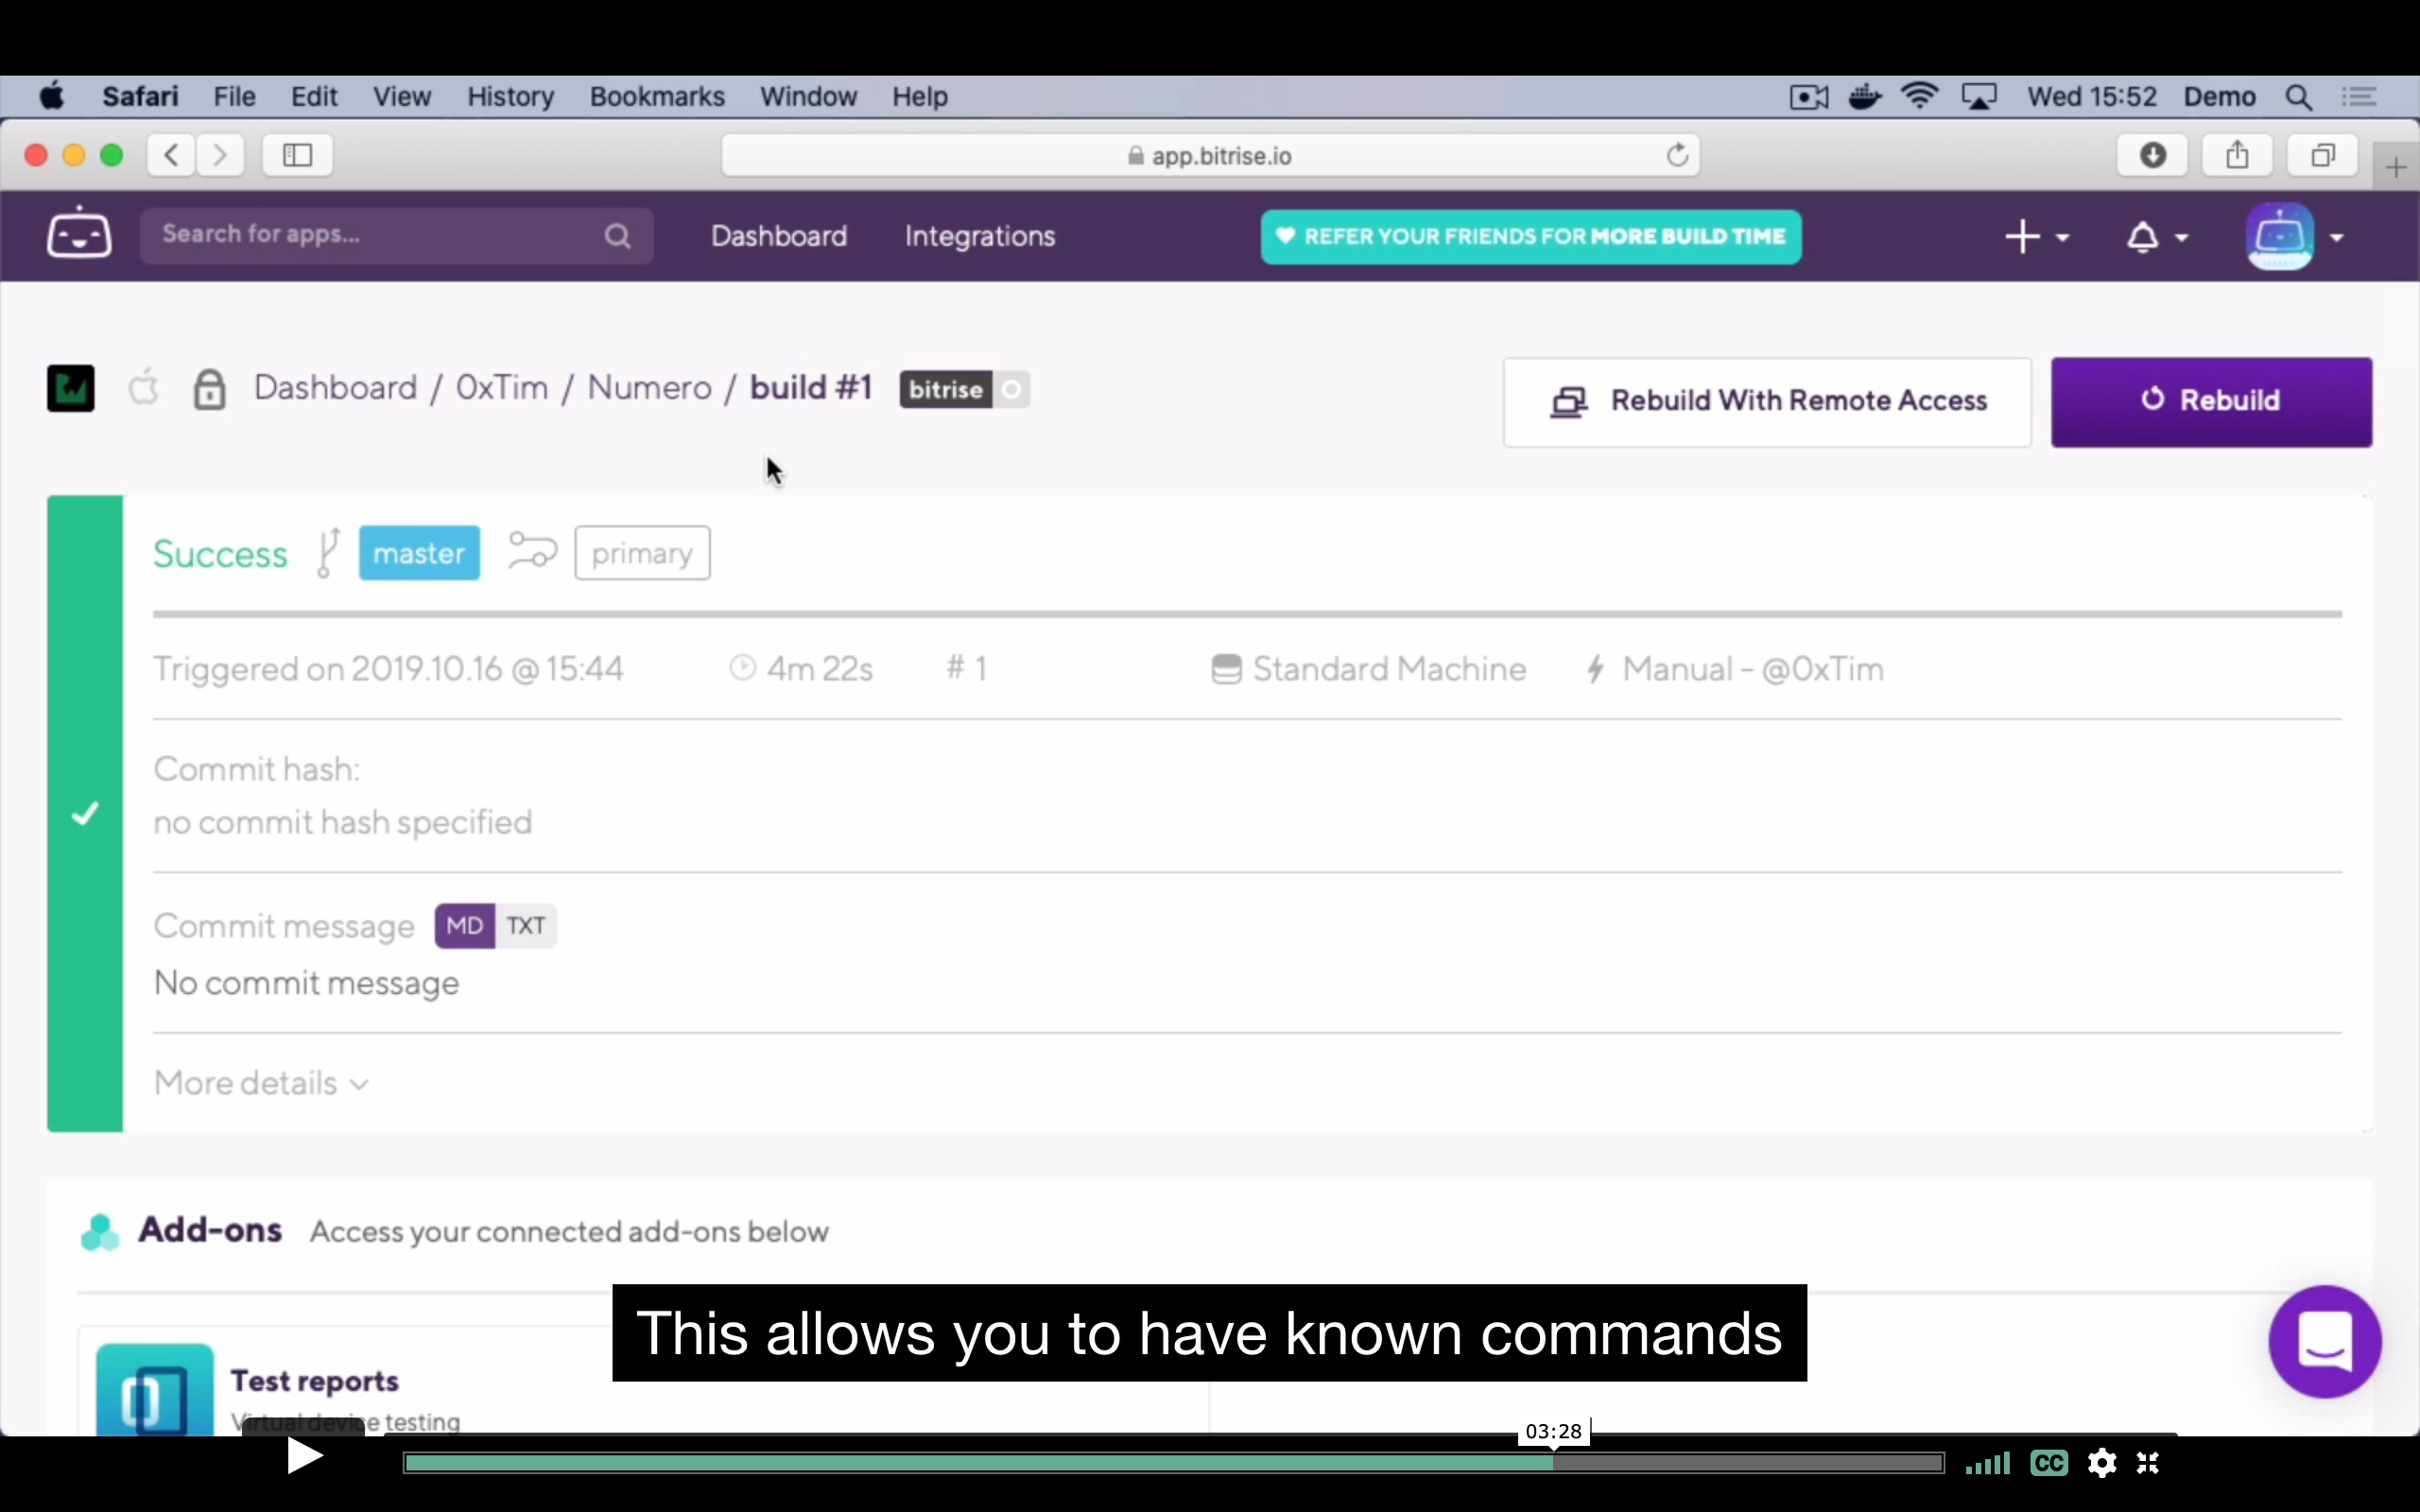 Safari File Edit View History Bookmarks Window Help Wed 15:52 Demo
app.bitrise.io
Search for apps... Dashboard Integrations REFER YOUR FRIENDS FOR MORE BUILD TIME
Dashboard / 0xTim / Numero / build #1 bitrise Rebuild With Remote Access Rebuild
Success master primary
Triggered on 2019.10.16 @ 15:44 4m 22s # 1 Standard Machine Manual - @0xTim
Commit hash:
no commit hash specified
Commit message MD TXT
No commit message
More details
Add-ons Access your connected add-ons below
This allows you to have known commands
Test reports
Virtual device testing
03:28
CC